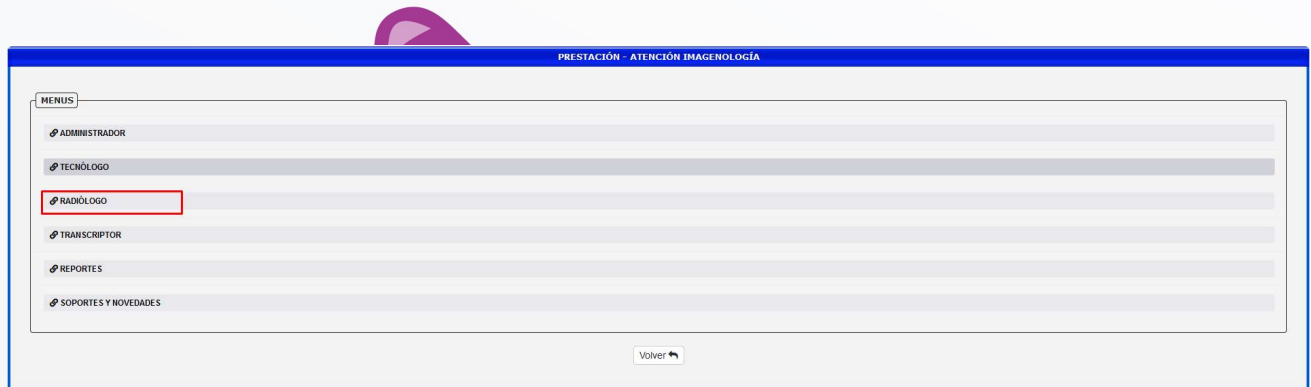 PRESTACIÓN - ATENCIÓN IMAGENOLOGÍA
MENUS
ADMINISTRADOR
TECNÓLOGO
RADIÓLOGO
TRANSCRIPTOR
REPORTES
SOPORTES Y NOVEDADES
Volver